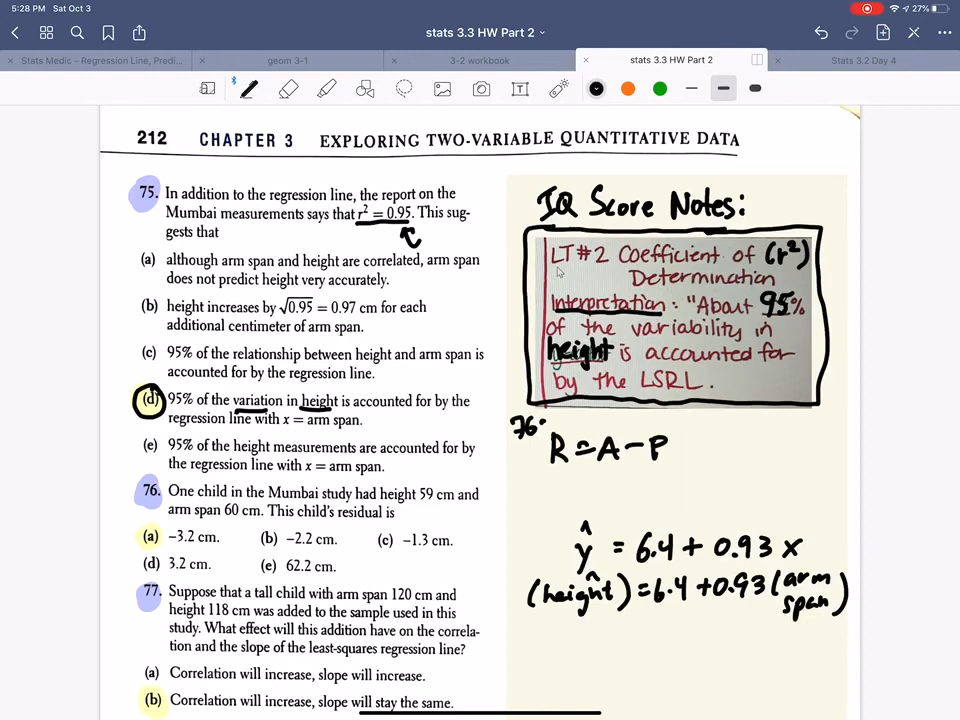 5:28 PM Sat Oct 3
27%
stats 3.3 HW Part 2
Stats Medic - Regression Line, Predi...
geom 3-1
3-2 workbook
stats 3.3 HW Part 2
Stats 3.2 Day 4
212 CHAPTER 3 EXPLORING TWO-VARIABLE QUANTITATIVE DATA
75. In addition to the regression line, the report on the
Mumbai measurements says that r² = 0.95. This sug-
gests that
(a) although arm span and height are correlated, arm span
does not predict height very accurately.
(b) height increases by √0.95 = 0.97 cm for each
additional centimeter of arm span.
(c) 95% of the relationship between height and arm span is
accounted for by the regression line.
(d) 95% of the variation in height is accounted for by the
regression line with x = arm span.
(e) 95% of the height measurements are accounted for by
the regression line with x = arm span.
76. One child in the Mumbai study had height 59 cm and
arm span 60 cm. This child's residual is
(a) −3.2 cm. (b) −2.2 cm. (c) −1.3 cm.
(d) 3.2 cm. (e) 62.2 cm.
77. Suppose that a tall child with arm span 120 cm and
height 118 cm was added to the sample used in this
study. What effect will this addition have on the correla-
tion and the slope of the least-squares regression line?
(a) Correlation will increase, slope will increase.
(b) Correlation will increase, slope will stay the same.
IQ Score Notes:
LT #2 Coefficient of (r²)
Determination
Interpretation: "About 95%
of the variability in
height is accounted for
by the LSRL.
76.
R = A − P
ŷ = 6.4 + 0.93 x
(height^) = 6.4 + 0.93 (arm
span)